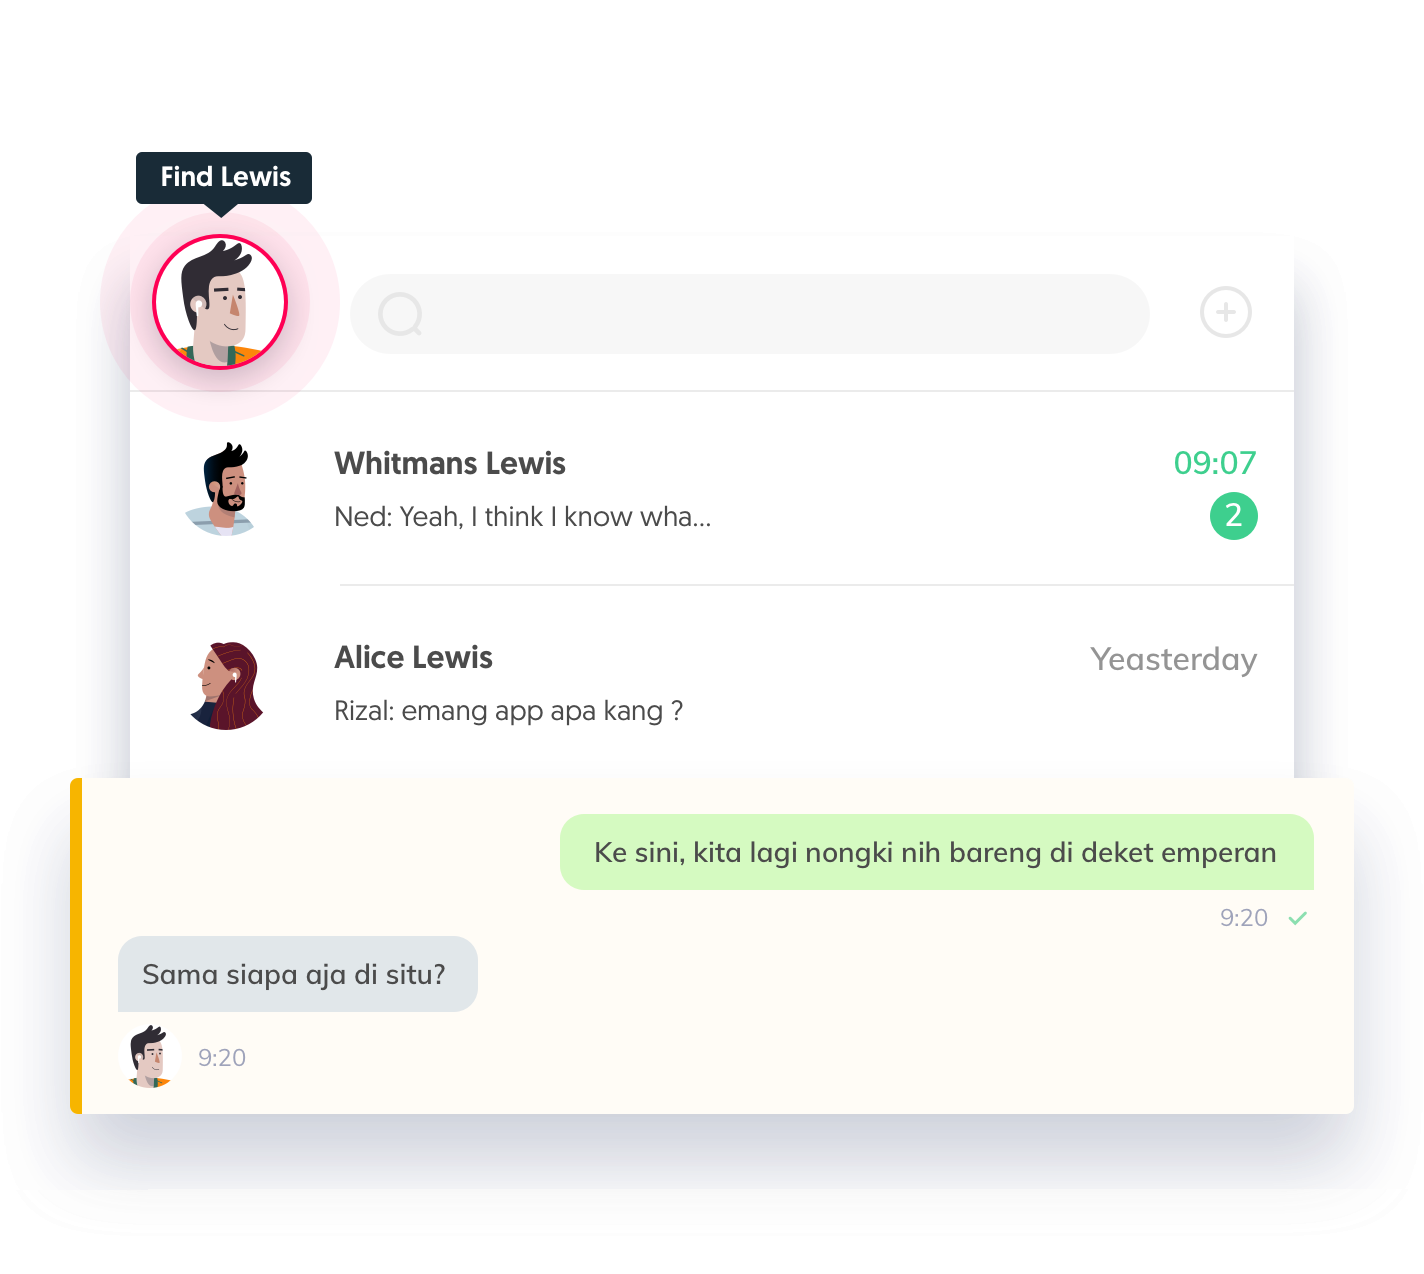 Find Lewis
Whitmans Lewis
09:07
Ned: Yeah, I think I know wha...
2
Alice Lewis
Yeasterday
Rizal: emang app apa kang ?
Ke sini, kita lagi nongki nih bareng di deket emperan
9:20
Sama siapa aja di situ?
9:20